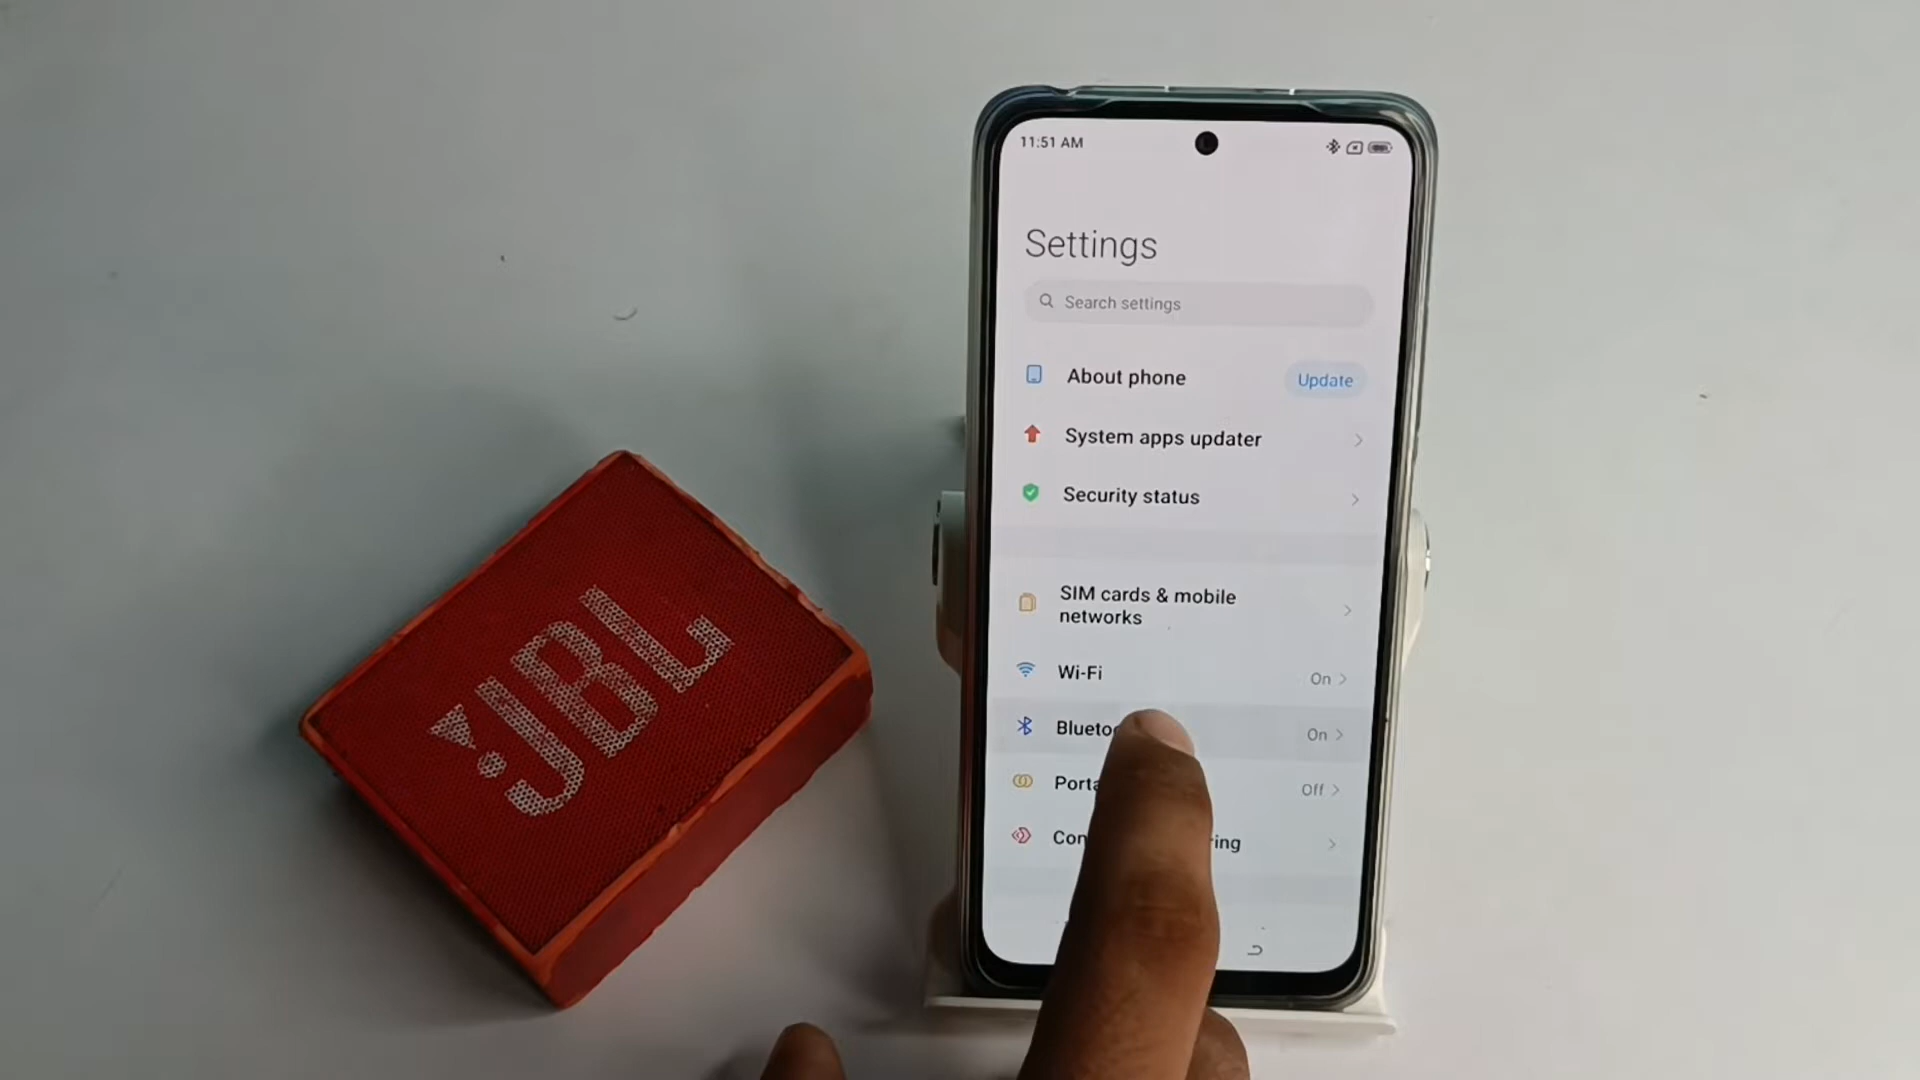 11:51 AM
Settings
Search settings
About phone
Update
System apps updater
Security status
SIM cards & mobile
networks
Wi-Fi
On
On
Off
JBL